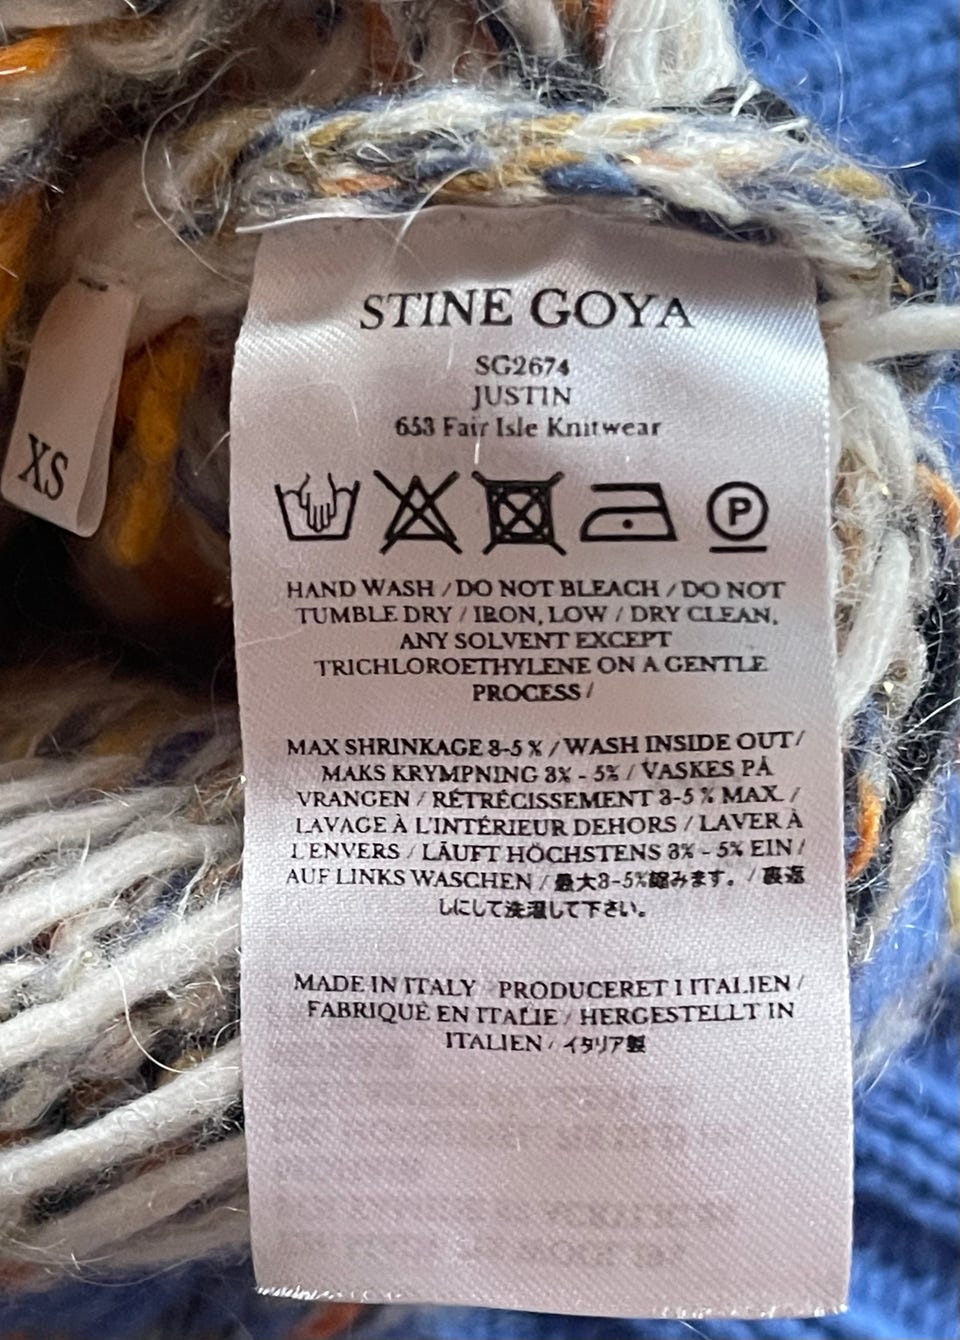 STINE GOYA
SG2674
JUSTIN
653 Fair Isle Knitwear
XS
P
HAND WASH / DO NOT BLEACH / DO NOT
TUMBLE DRY / IRON, LOW / DRY CLEAN,
ANY SOLVENT EXCEPT
TRICHLOROETHYLENE ON A GENTLE
PROCESS /
MAX SHRINKAGE 3-5 % / WASH INSIDE OUT /
MAKS KRYMPNING 3% - 5% / VASKES PÅ
VRANGEN / RÉTRÉCISSEMENT 3-5 % MAX. /
LAVAGE À L'INTÉRIEUR DEHORS / LAVER À
L'ENVERS / LÄUFT HÖCHSTENS 3% - 5% EIN /
AUF LINKS WASCHEN / 最大3-5%縮みます。 / 裏返
しにして洗濯して下さい。
MADE IN ITALY PRODUCERET I ITALIEN /
FABRIQUÉ EN ITALIE / HERGESTELLT IN
ITALIEN / イタリア製